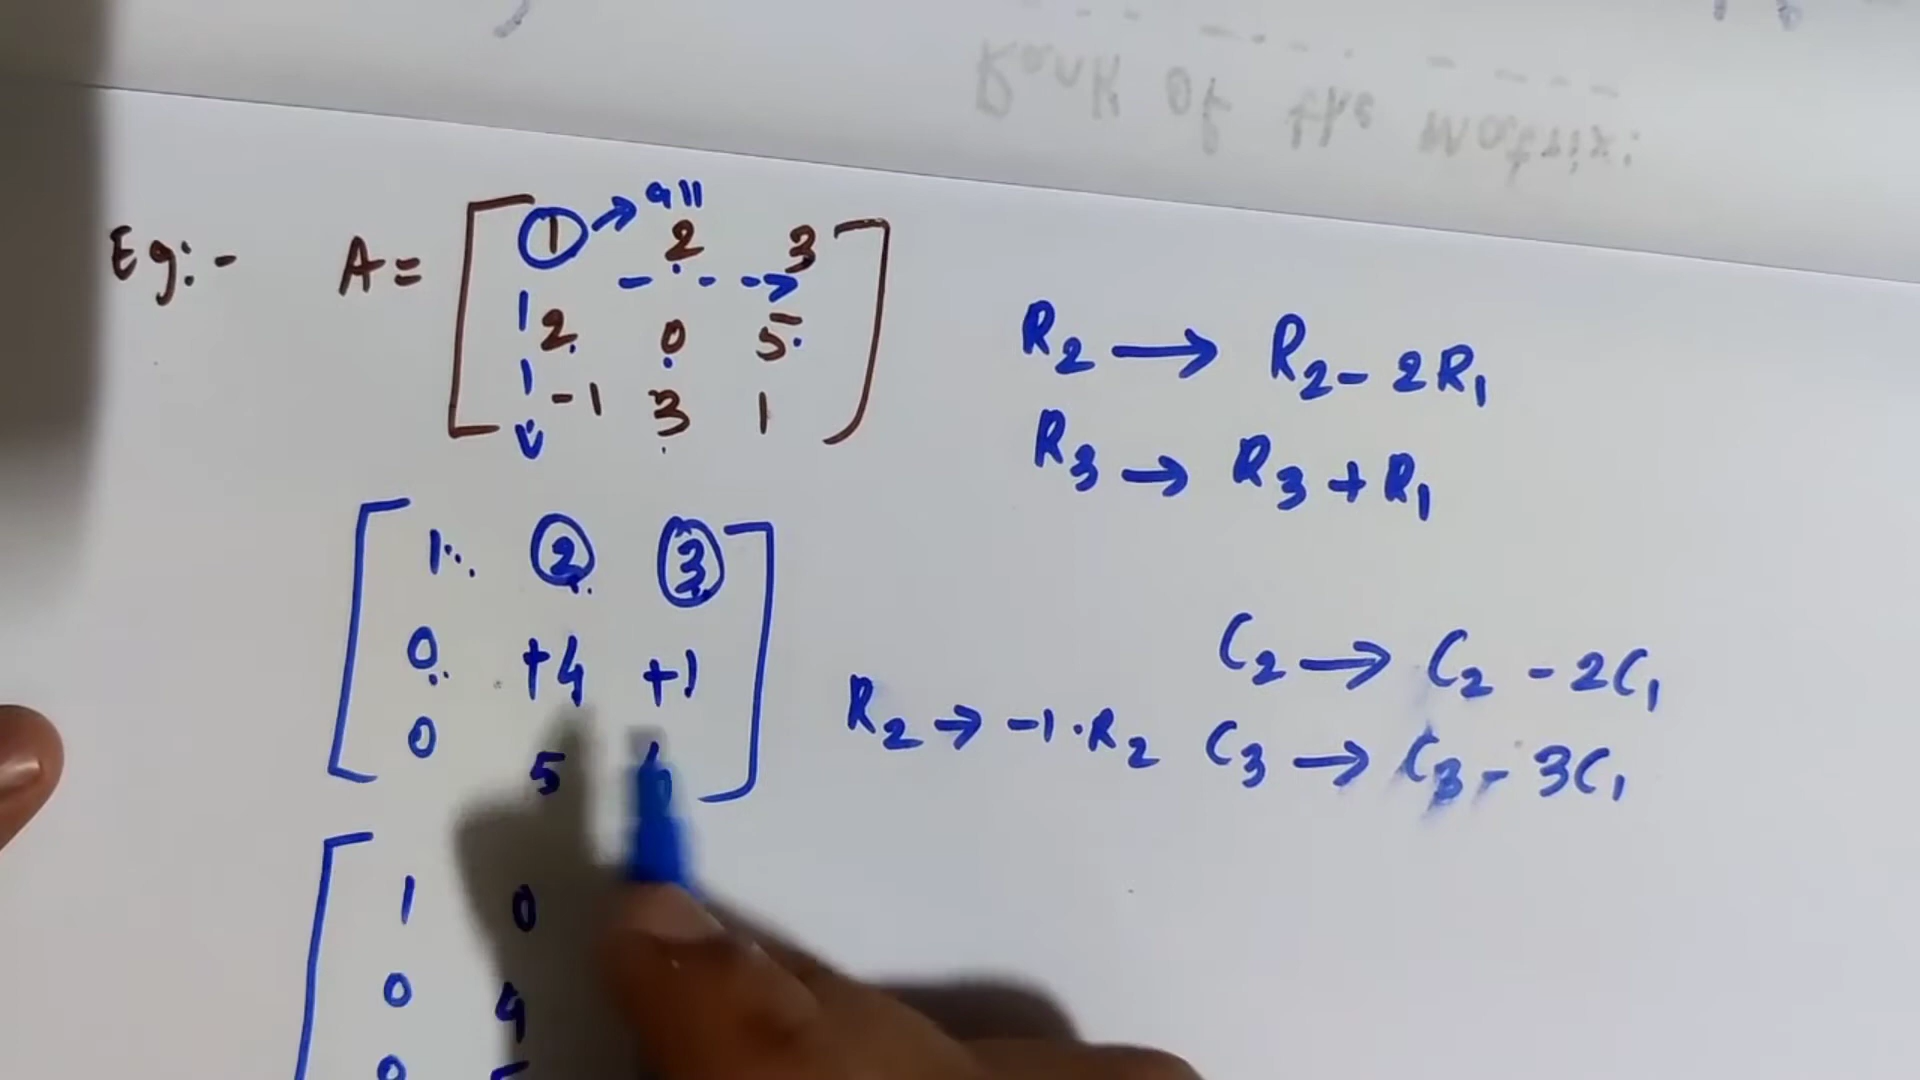 Rank of the Matrix:
Eg:- A=
a11
1 2 3
2 0 5
-1 3 1
R2 → R2 - 2R1
R3 → R3 + R1
1 2 3
0 +4 +1
0 5
R2 → -1·R2
C2 → C2 - 2C1
C3 → C3 - 3C1
1 0
0 4
0